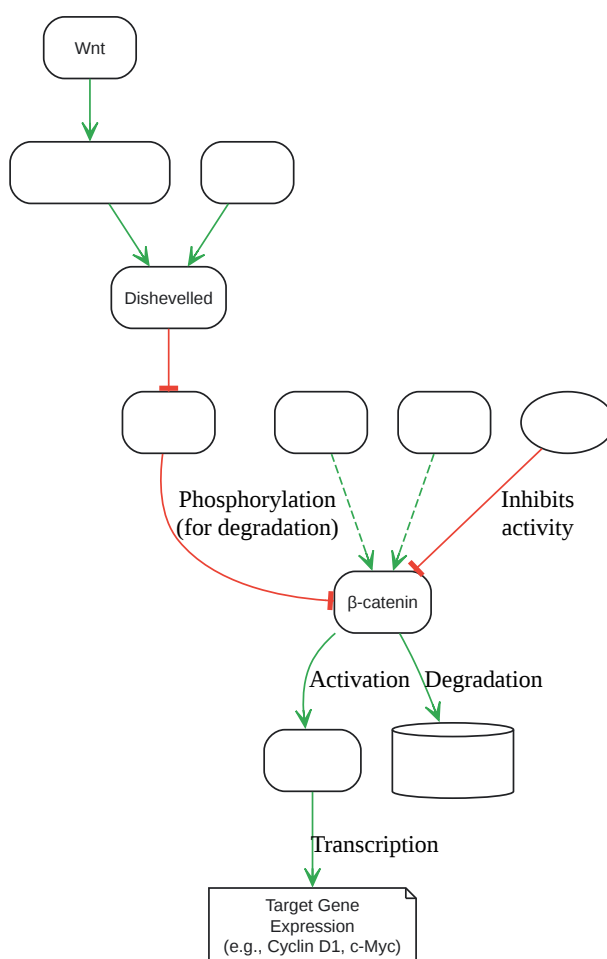 Wnt
Dishevelled
Phosphorylation
(for degradation)
Inhibits
activity
β-catenin
Activation
Degradation
Transcription
Target Gene
Expression
(e.g., Cyclin D1, c-Myc)